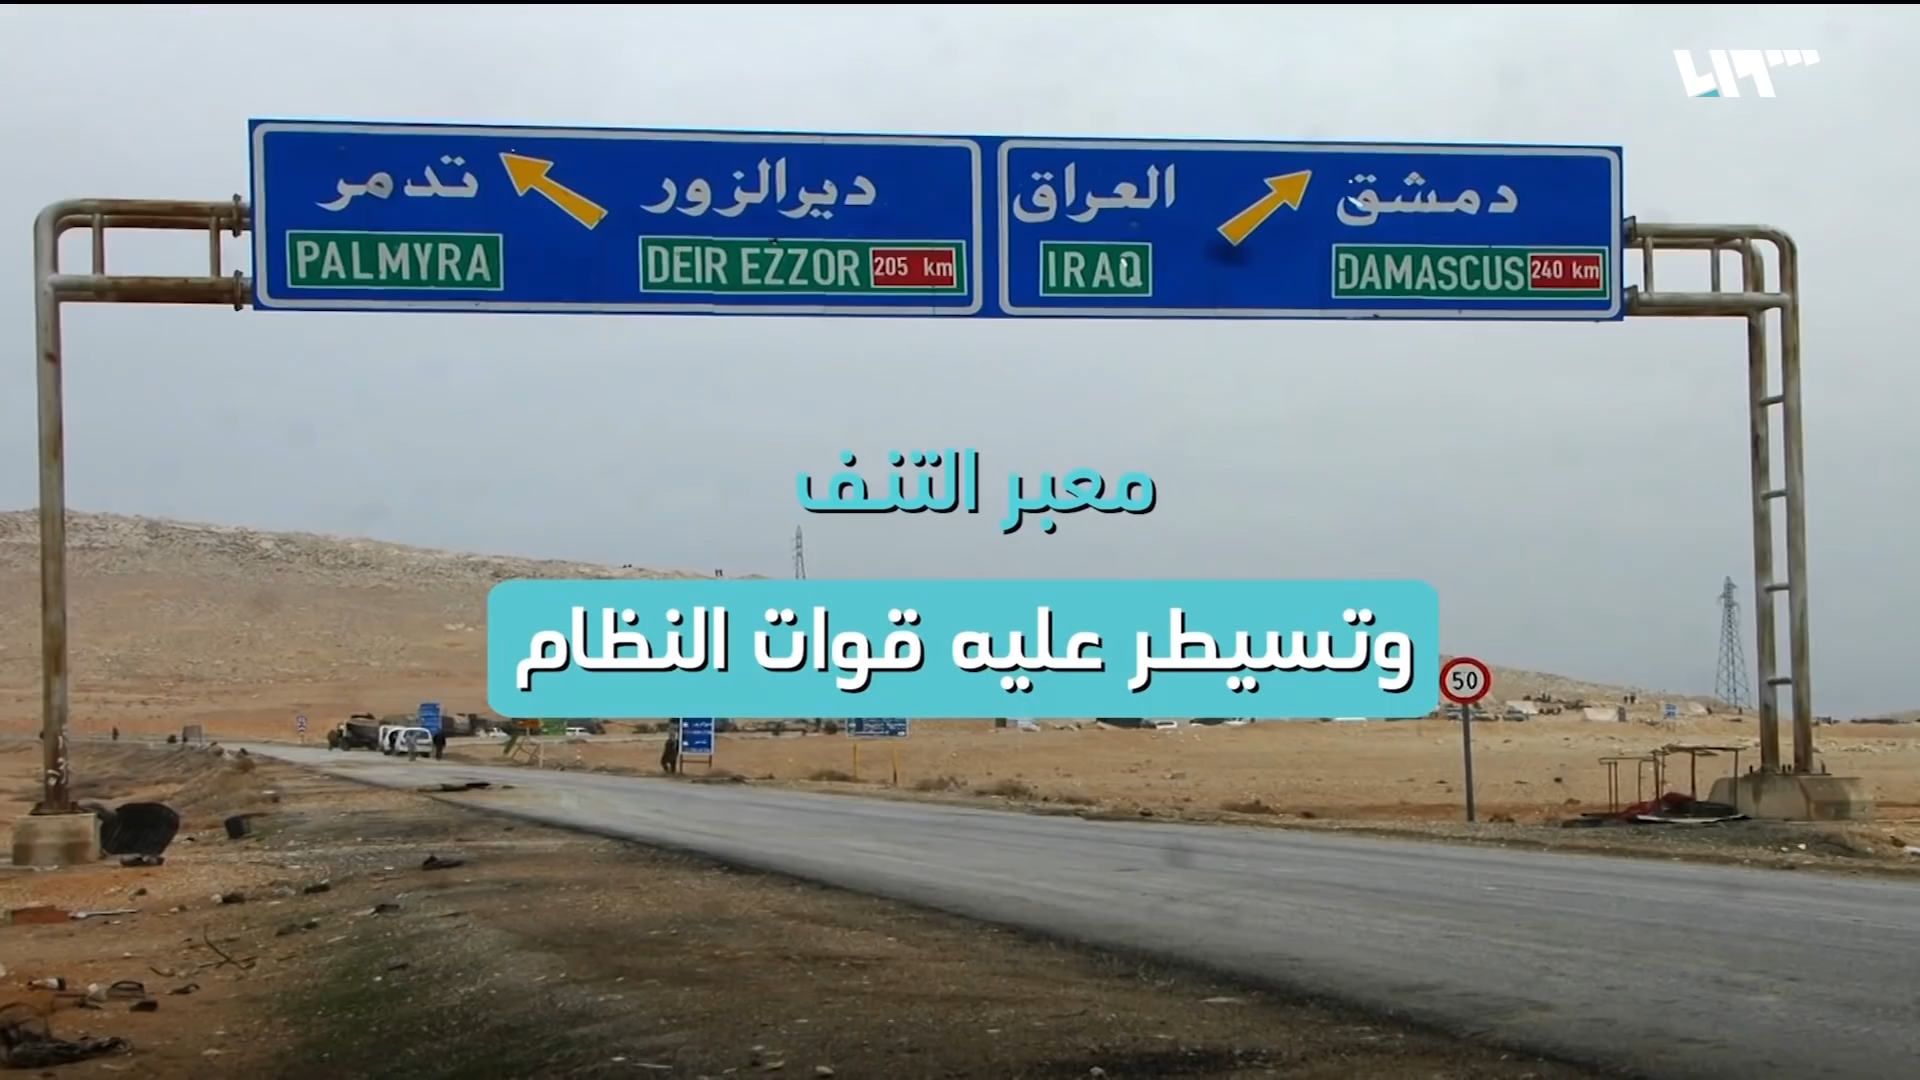 تدمر
ديرالزور
العراق
دمشق
PALMYRA
DEIR EZZOR 205 km
IRAQ
DAMASCUS 240 km
معبر التنف
وتسيطر عليه قوات النظام
50